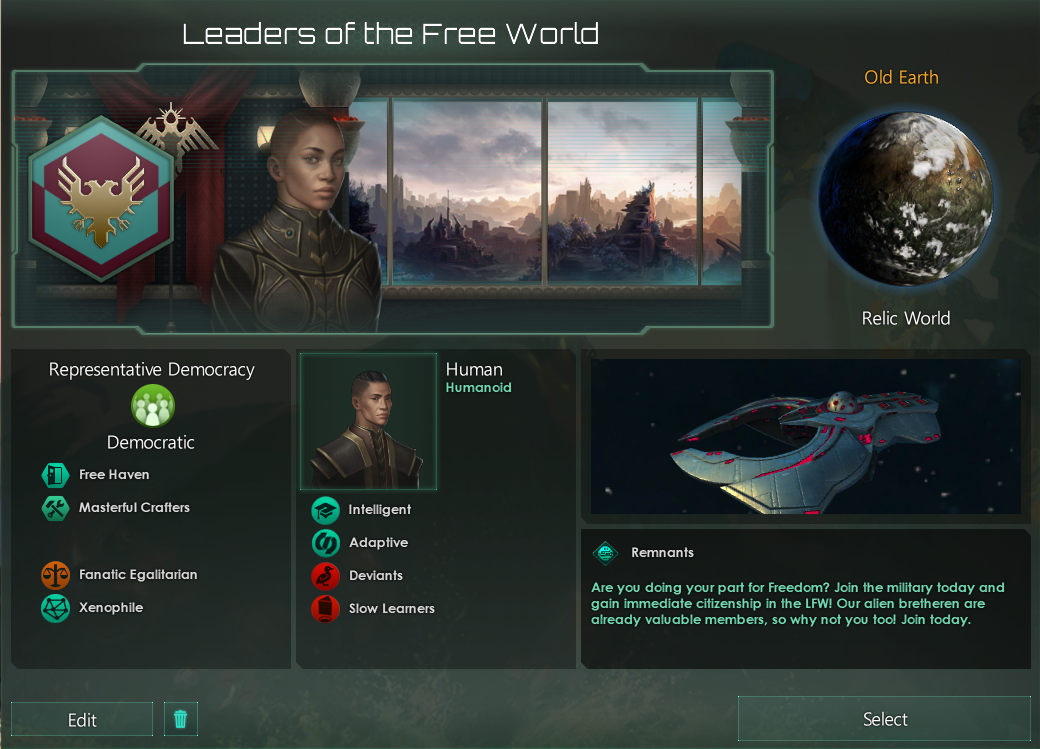 Leaders of the Free World
Old Earth
Relic World
Representative Democracy
Democratic
Free Haven
Masterful Crafters
Fanatic Egalitarian
Xenophile
Human
Humanoid
Intelligent
Adaptive
Deviants
Slow Learners
Remnants
Are you doing your part for Freedom? Join the military today and
gain immediate citizenship in the LFW! Our alien bretheren are
already valuable members, so why not you too! Join today.
Edit
Select